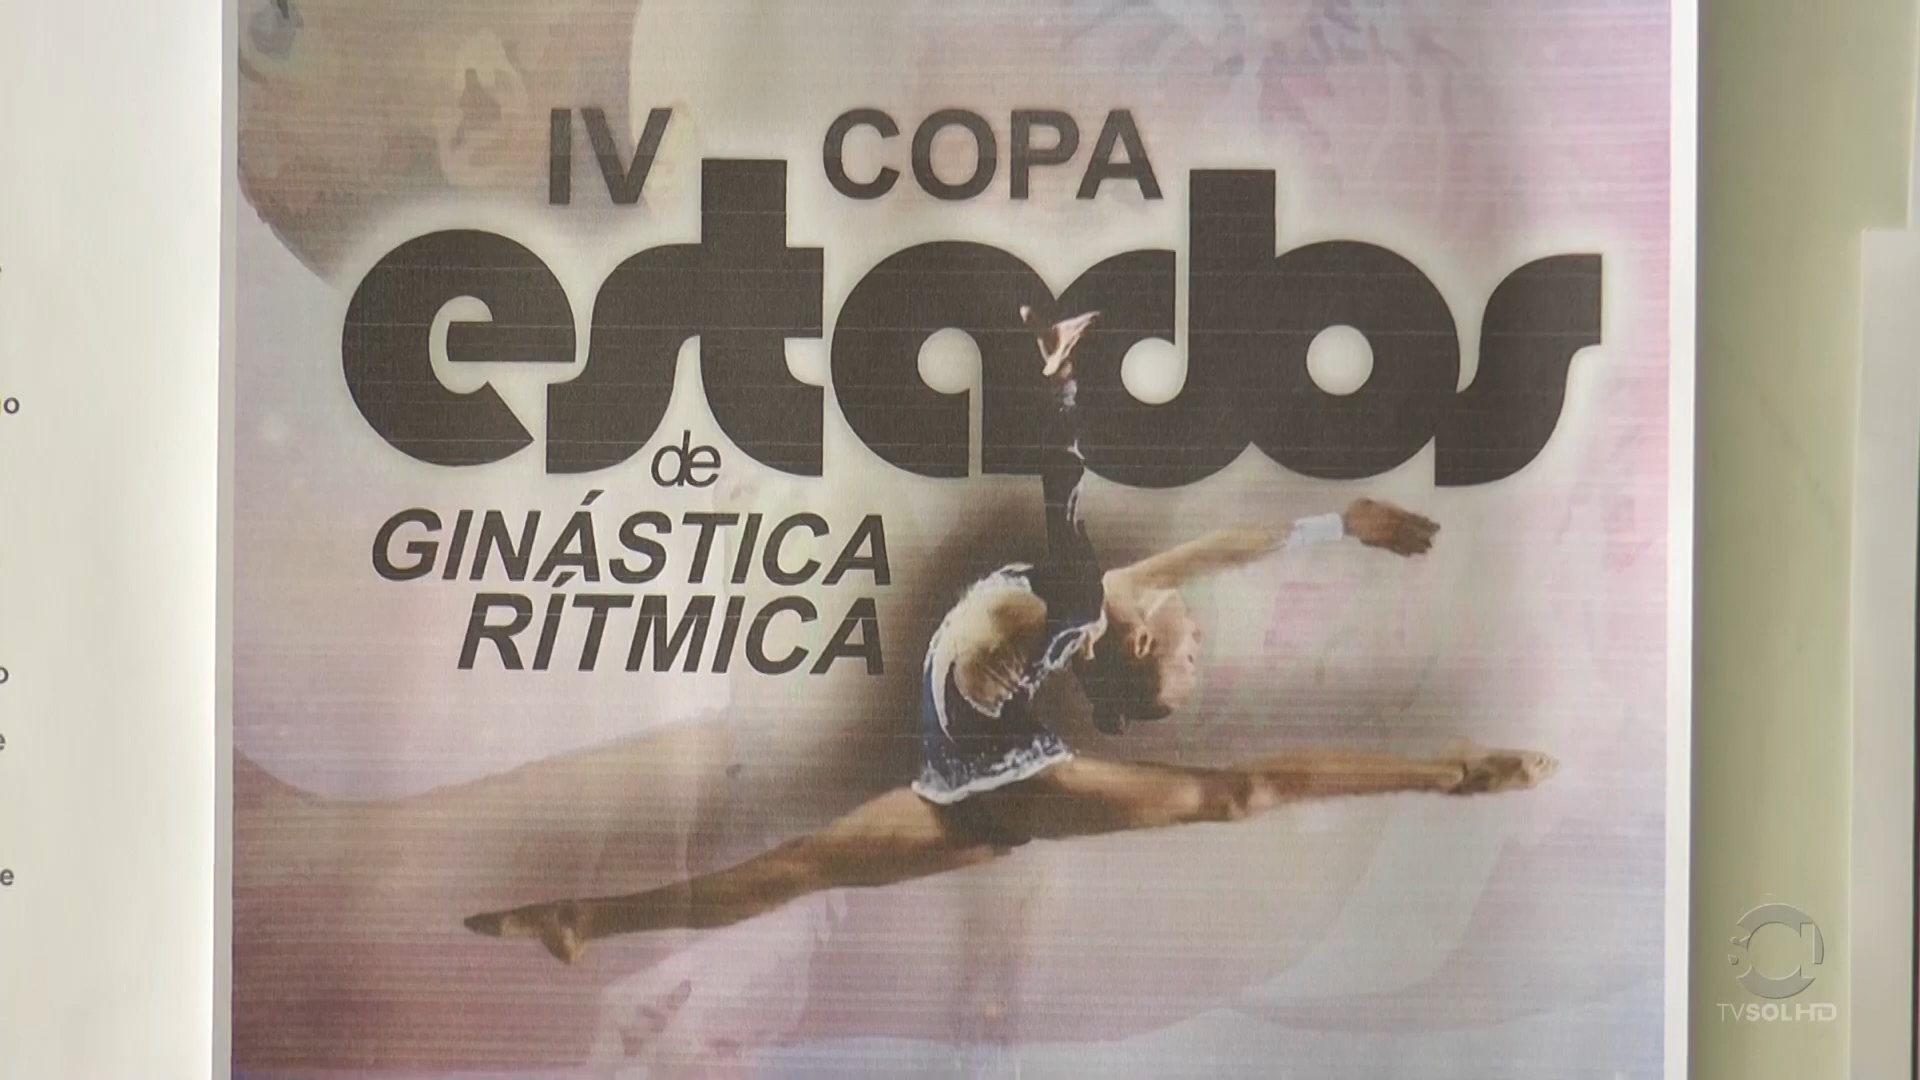 IV COPA
estados
de
GINÁSTICA
RÍTMICA
o
e
e
TVSOLHD